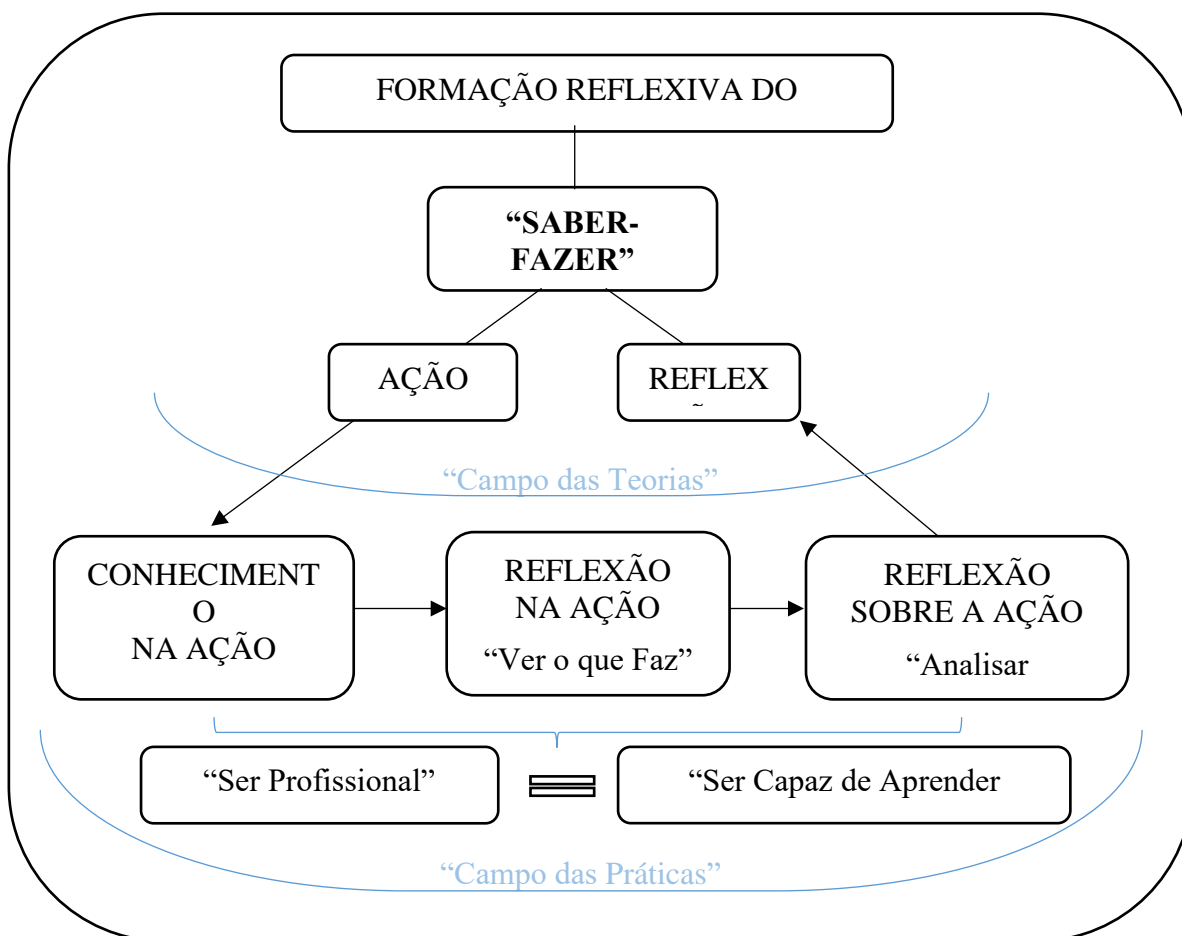 FORMAÇÃO REFLEXIVA DO
“SABER-
FAZER”
AÇÃO
REFLEX
“Campo das Teorias”
CONHECIMENT
O
NA AÇÃO
REFLEXÃO
NA AÇÃO
“Ver o que Faz”
REFLEXÃO
SOBRE A AÇÃO
“Analisar
“Ser Profissional”
“Ser Capaz de Aprender
“Campo das Práticas”